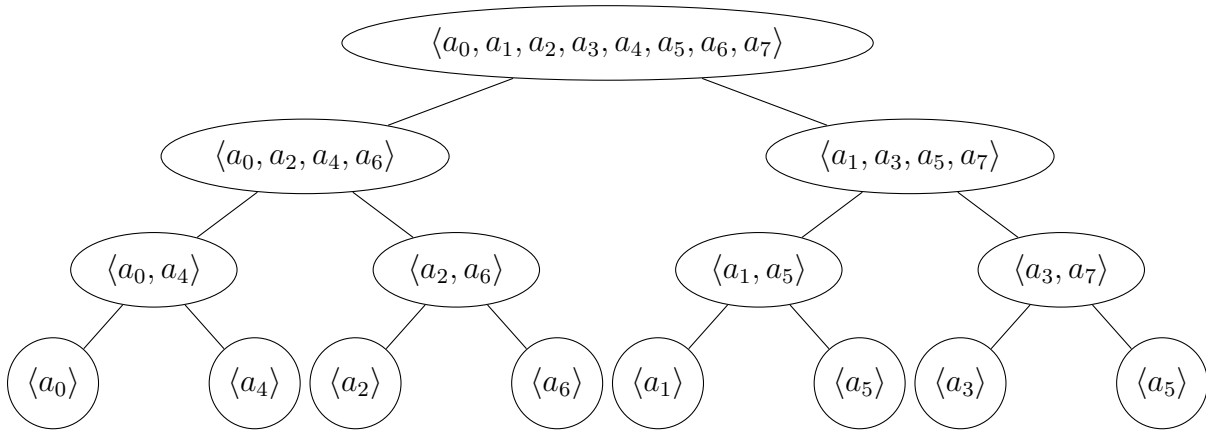 ⟨a₀, a₁, a₂, a₃, a₄, a₅, a₆, a₇⟩
⟨a₀, a₂, a₄, a₆⟩ ⟨a₁, a₃, a₅, a₇⟩
⟨a₀, a₄⟩ ⟨a₂, a₆⟩ ⟨a₁, a₅⟩ ⟨a₃, a₇⟩
⟨a₀⟩ ⟨a₄⟩ ⟨a₂⟩ ⟨a₆⟩ ⟨a₁⟩ ⟨a₅⟩ ⟨a₃⟩ ⟨a₅⟩